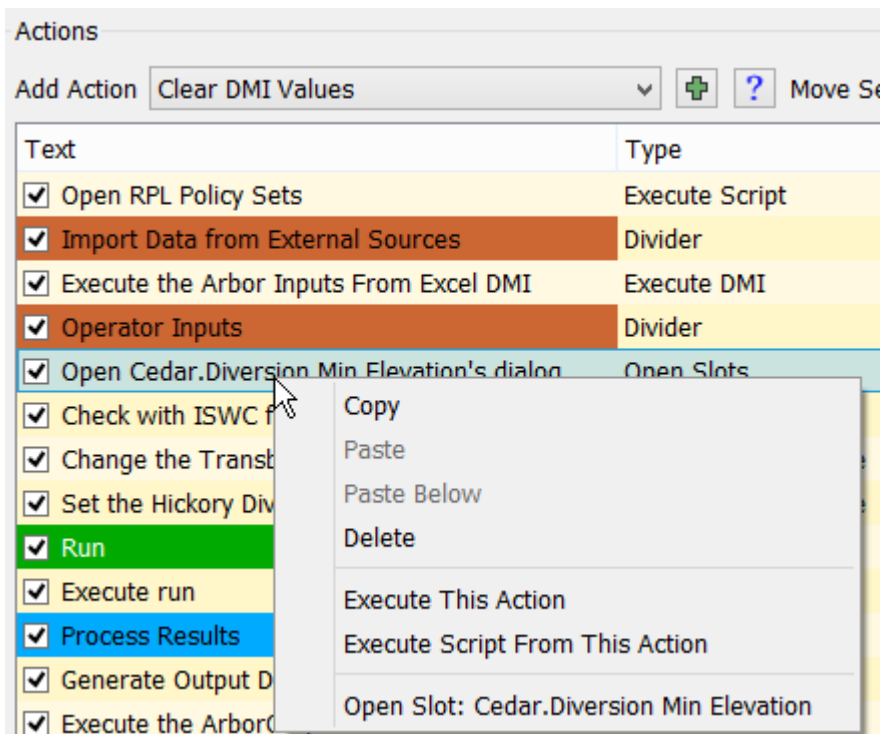 Actions
Add Action Clear DMI Values ? Move Se
Text Type
Open RPL Policy Sets Execute Script
Import Data from External Sources Divider
Execute the Arbor Inputs From Excel DMI Execute DMI
Operator Inputs Divider
Open Cedar.Diversion Min Elevation's dialog Open Slots
Check with ISWC f
Change the Transb
Set the Hickory Div
Run
Execute run
Process Results
Generate Output D
Execute the Arbor
Copy
Paste
Paste Below
Delete
Execute This Action
Execute Script From This Action
Open Slot: Cedar.Diversion Min Elevation